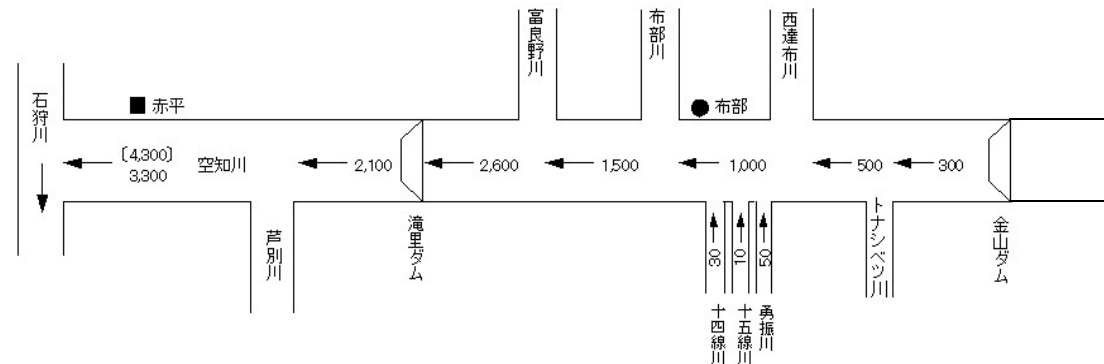 富良野川
布部川
西達布川
石狩川
■ 赤平
● 布部
[4,300]
3,300
空知川
2,100
2,600
1,500
1,000
500
300
芦別川
滝里ダム
30
10
50
十四線川
十五線川
勇振川
トナシベツ川
金山ダム